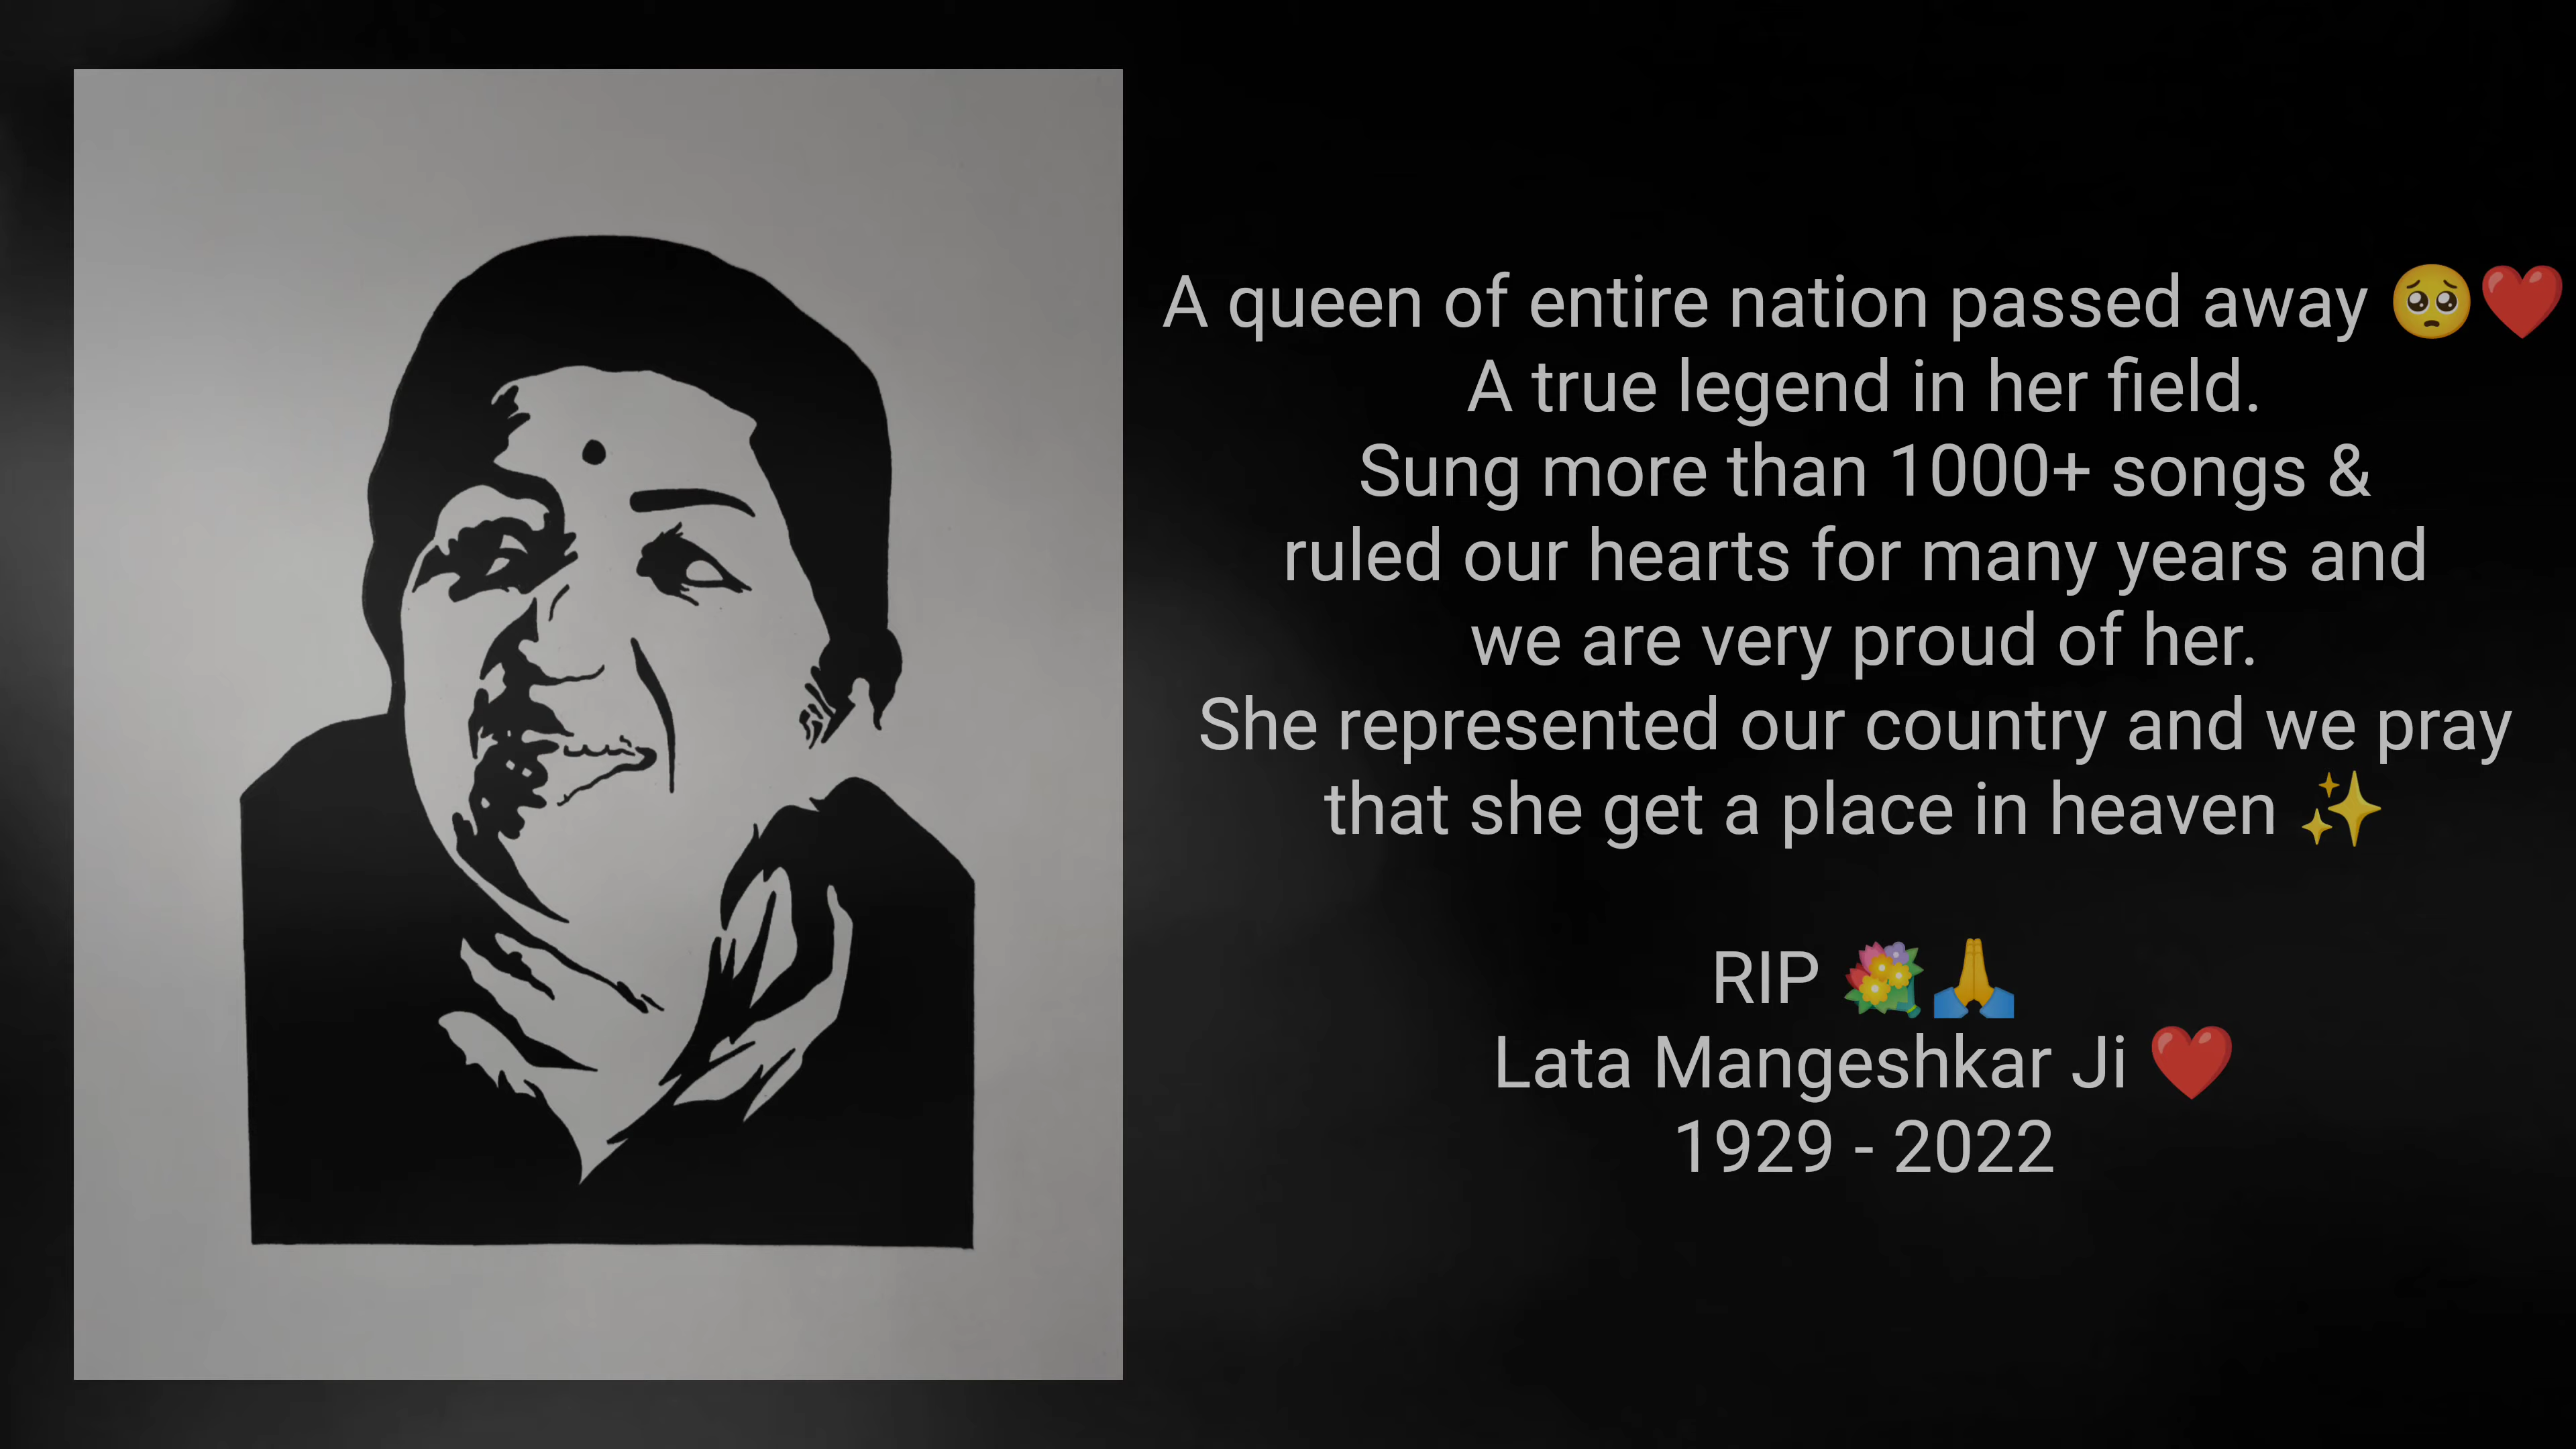 A queen of entire nation passed away 🥺❤️
A true legend in her field.
Sung more than 1000+ songs &
ruled our hearts for many years and
we are very proud of her.
She represented our country and we pray
that she get a place in heaven ✨
RIP 💐🙏
Lata Mangeshkar Ji ❤️
1929 - 2022